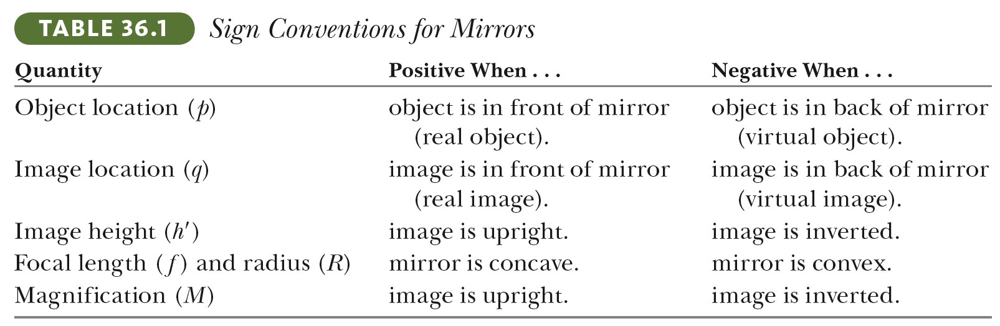 TABLE 36.1 Sign Conventions for Mirrors
Quantity Positive When . . . Negative When . . .
Object location (p) object is in front of mirror object is in back of mirror
(real object). (virtual object).
Image location (q) image is in front of mirror image is in back of mirror
(real image). (virtual image).
Image height (h′) image is upright. image is inverted.
Focal length (f) and radius (R) mirror is concave. mirror is convex.
Magnification (M) image is upright. image is inverted.